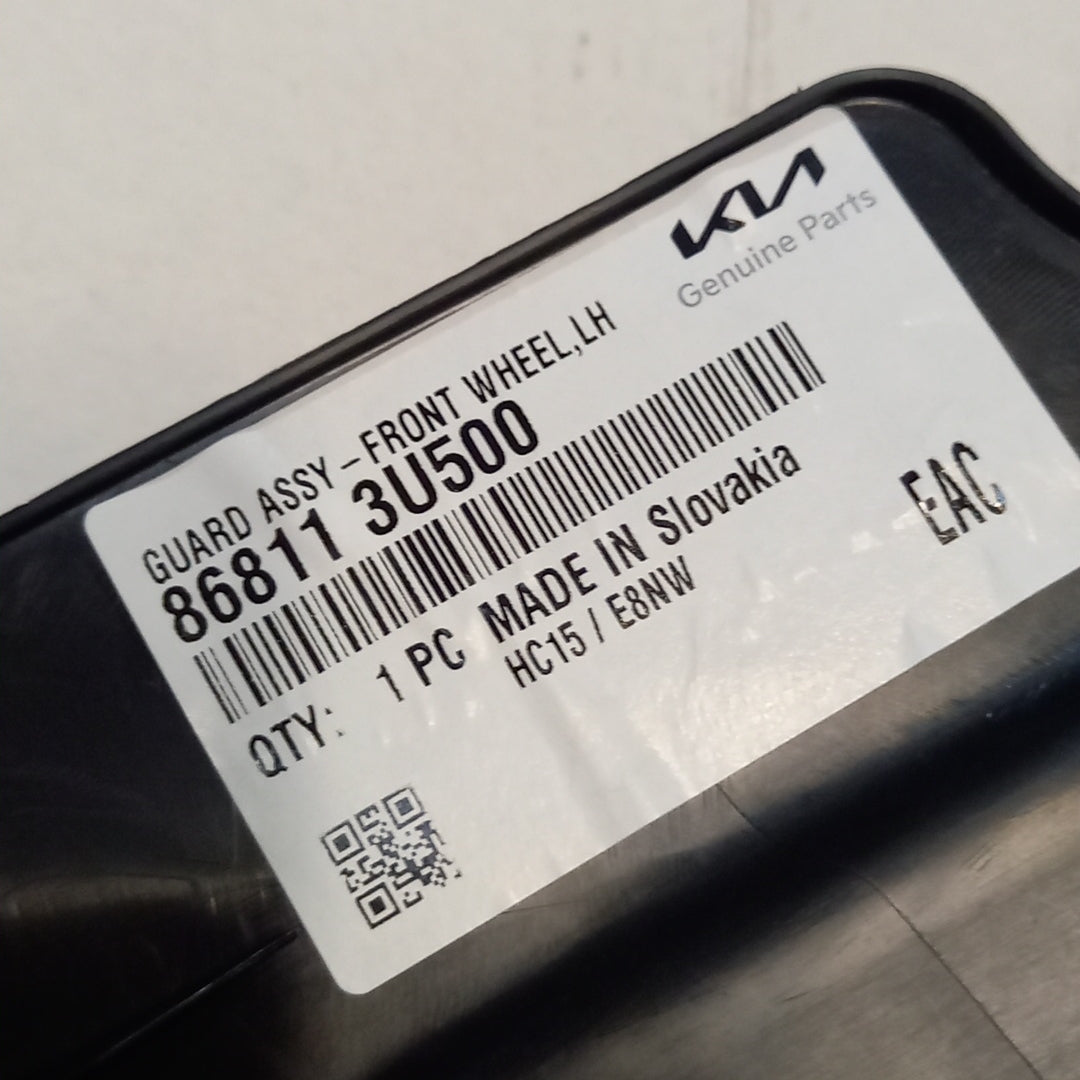 KIA
Genuine Parts
GUARD ASSY-FRONT WHEEL,LH
86811 3U500
QTY: 1 PC MADE IN Slovakia
HC15 / E8NW
EAC